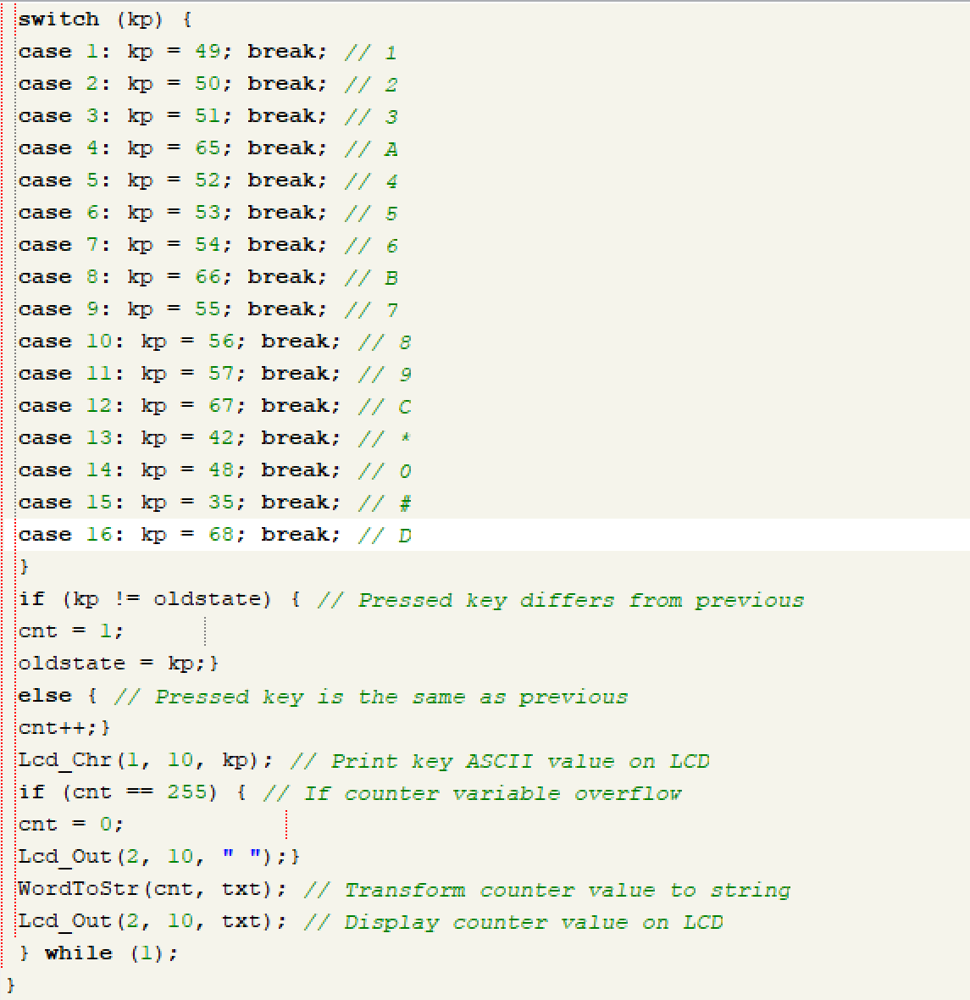 switch (kp) {
case 1: kp = 49; break; // 1
case 2: kp = 50; break; // 2
case 3: kp = 51; break; // 3
case 4: kp = 65; break; // A
case 5: kp = 52; break; // 4
case 6: kp = 53; break; // 5
case 7: kp = 54; break; // 6
case 8: kp = 66; break; // B
case 9: kp = 55; break; // 7
case 10: kp = 56; break; // 8
case 11: kp = 57; break; // 9
case 12: kp = 67; break; // C
case 13: kp = 42; break; // *
case 14: kp = 48; break; // 0
case 15: kp = 35; break; // #
case 16: kp = 68; break; // D
}
if (kp != oldstate) { // Pressed key differs from previous
cnt = 1;
oldstate = kp;}
else { // Pressed key is the same as previous
cnt++;}
Lcd_Chr(1, 10, kp); // Print key ASCII value on LCD
if (cnt == 255) { // If counter variable overflow
cnt = 0;
Lcd_Out(2, 10, " ");}
WordToStr(cnt, txt); // Transform counter value to string
Lcd_Out(2, 10, txt); // Display counter value on LCD
} while (1);
}